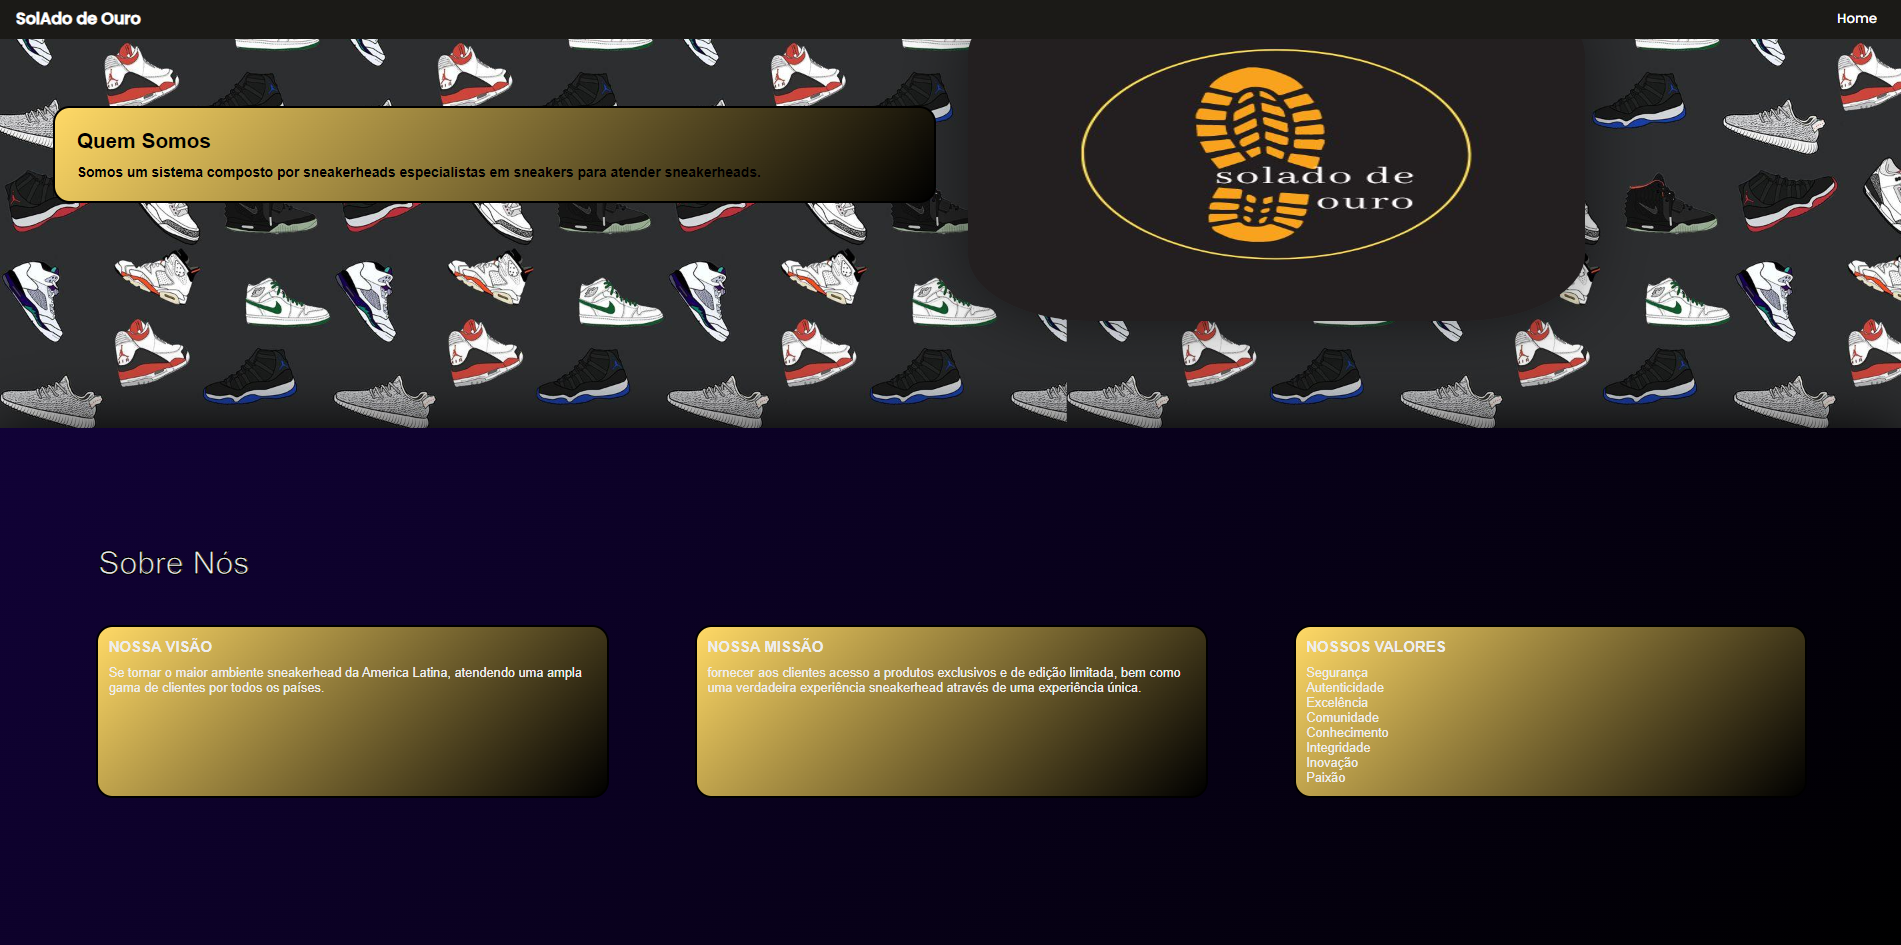 SolAdo de Ouro
Home
solado de
ouro
Quem Somos
Somos um sistema composto por sneakerheads especialistas em sneakers para atender sneakerheads.
Sobre Nós
NOSSA VISÃO
Se tornar o maior ambiente sneakerhead da America Latina, atendendo uma ampla
gama de clientes por todos os países.
NOSSA MISSÃO
fornecer aos clientes acesso a produtos exclusivos e de edição limitada, bem como
uma verdadeira experiência sneakerhead através de uma experiência única.
NOSSOS VALORES
Segurança
Autenticidade
Excelência
Comunidade
Conhecimento
Integridade
Inovação
Paixão